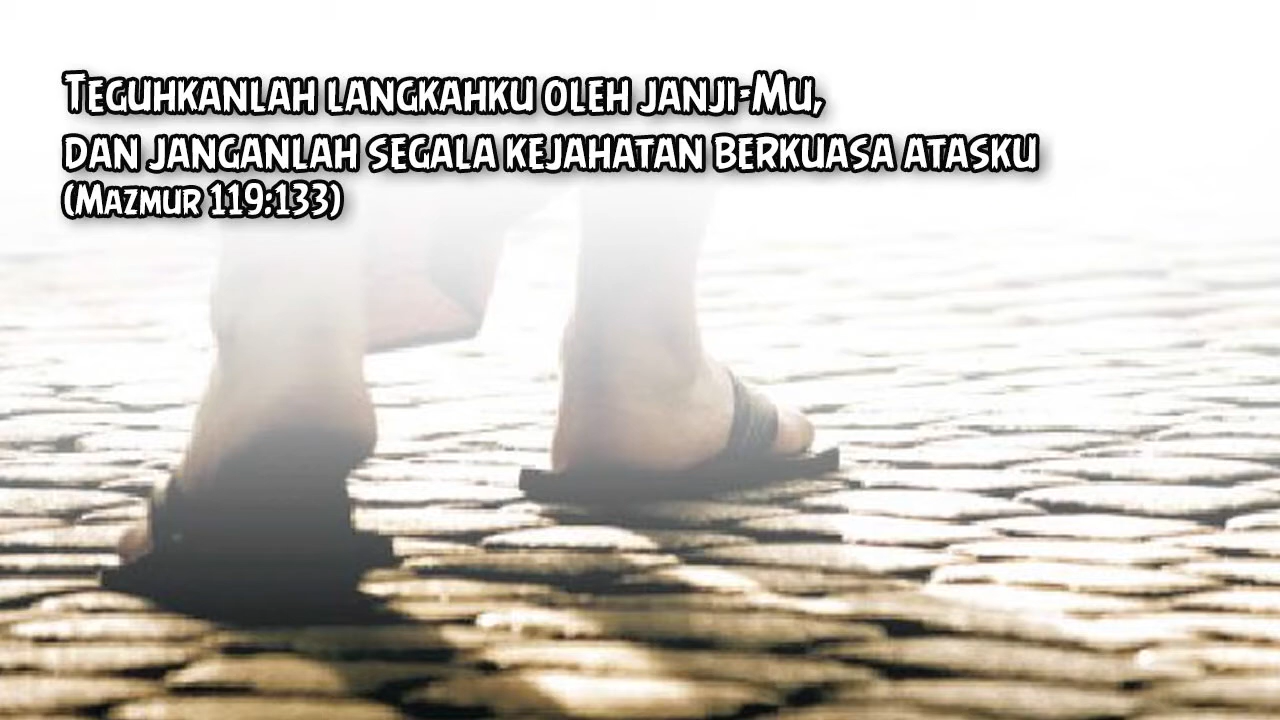 Teguhkanlah langkahku oleh janji-Mu,
dan janganlah segala kejahatan berkuasa atasku
(Mazmur 119:133)